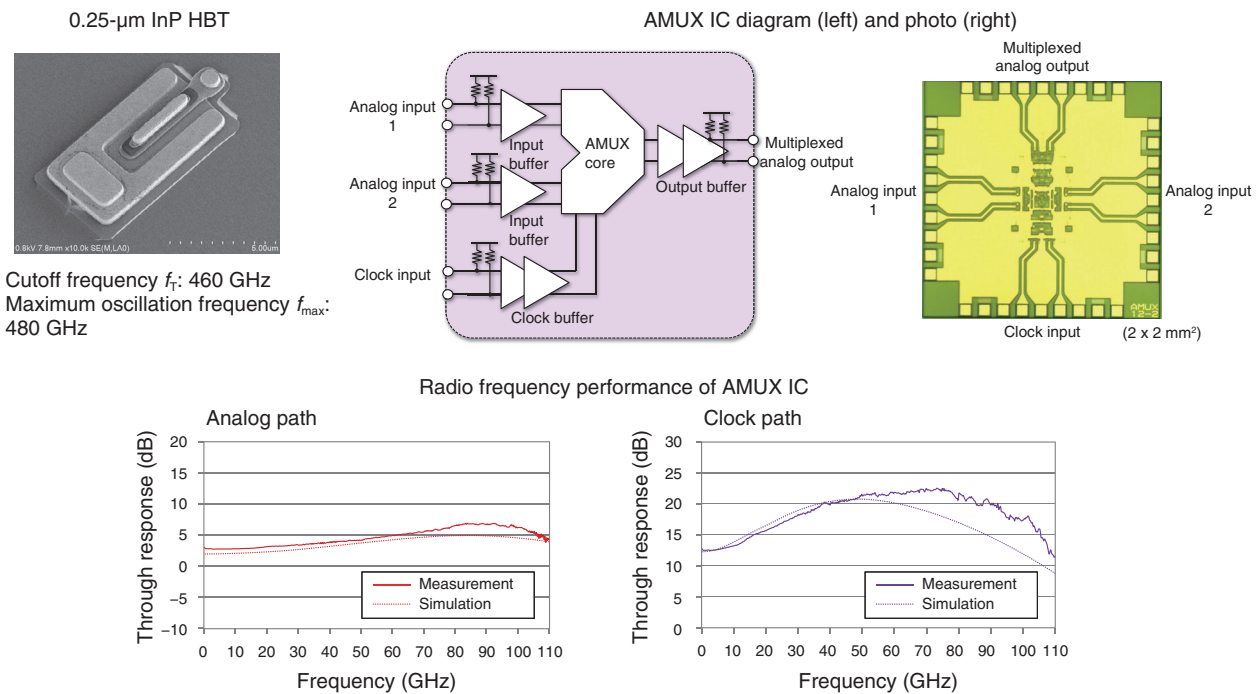 0.25-μm InP HBT
0.8kV 7.8mm x10.0k SE(M,LA0)
5.00um
Cutoff frequency fT: 460 GHz
Maximum oscillation frequency fmax:
480 GHz
AMUX IC diagram (left) and photo (right)
Analog input
1
Input
buffer
Analog input
2
Input
buffer
Clock input
Clock buffer
AMUX
core
Output buffer
Multiplexed
analog output
Multiplexed
analog output
Analog input
1
Analog input
2
AMUX
12-2
Clock input
(2 x 2 mm²)
Radio frequency performance of AMUX IC
Analog path
Through response (dB)
20
15
10
5
0
−5
−10
Measurement
Simulation
0 10 20 30 40 50 60 70 80 90 100 110
Frequency (GHz)
Clock path
Through response (dB)
30
25
20
15
10
5
0
Measurement
Simulation
0 10 20 30 40 50 60 70 80 90 100 110
Frequency (GHz)